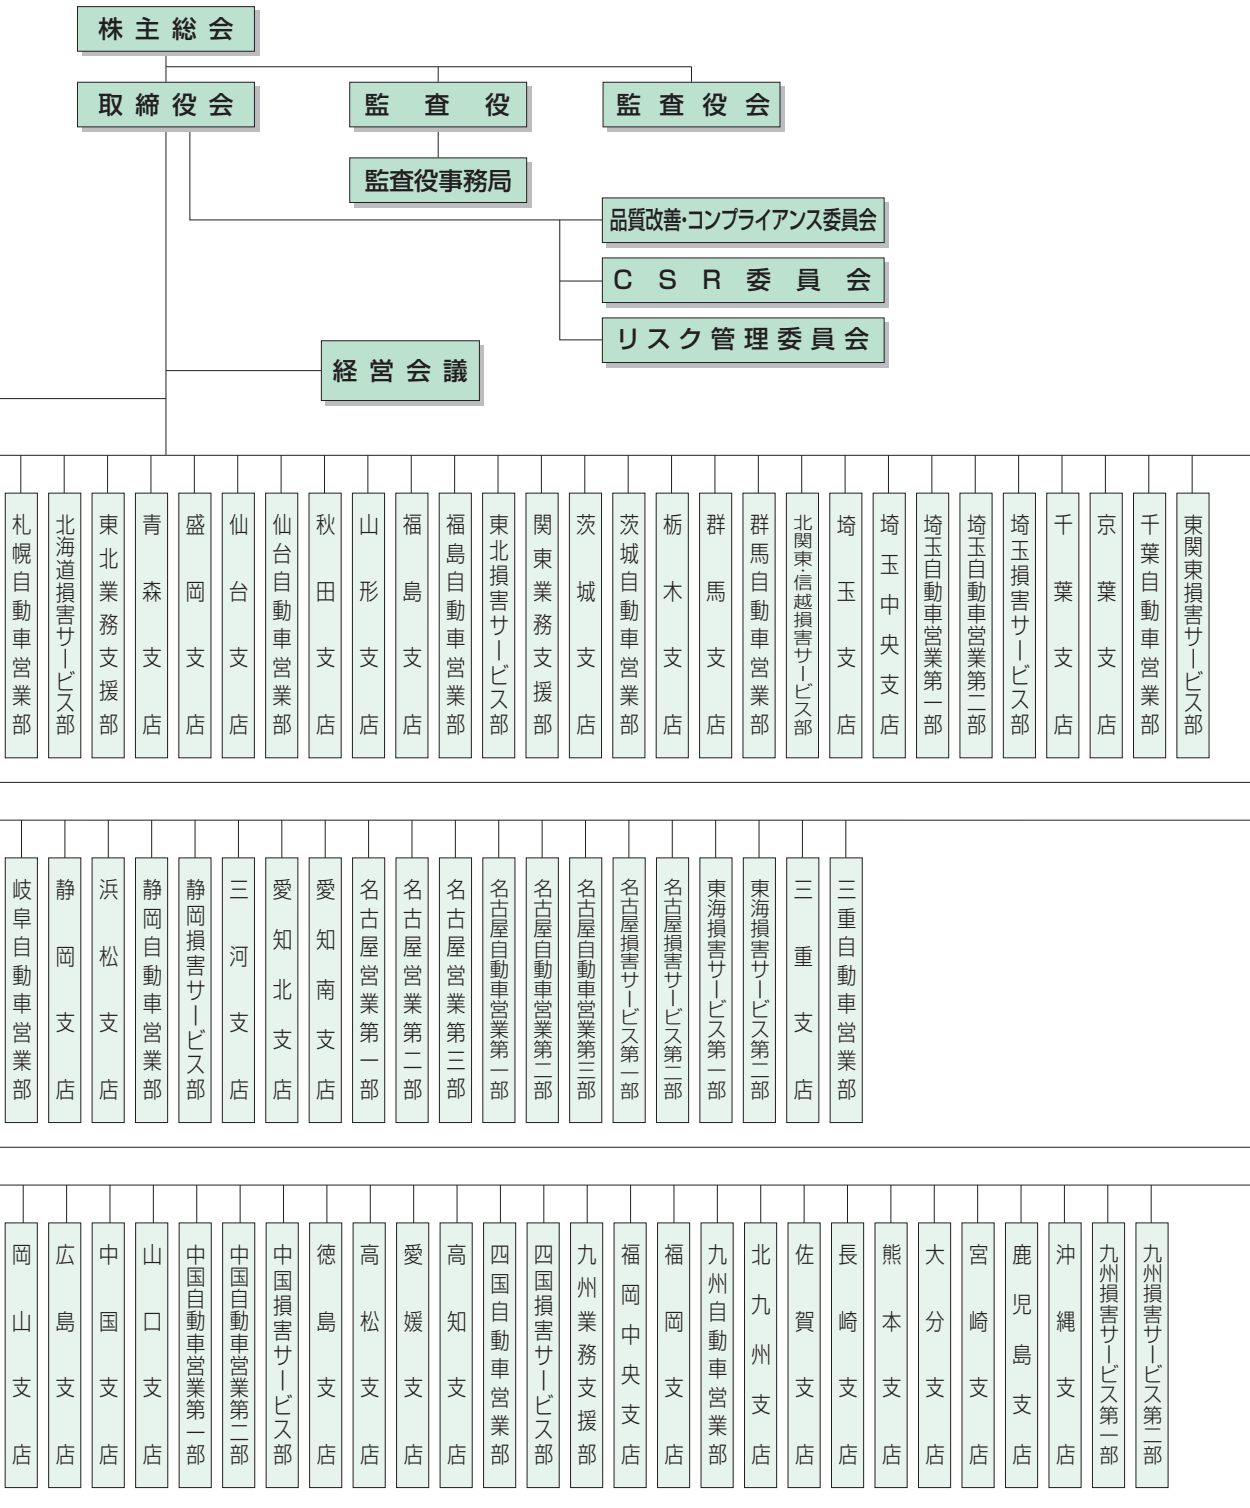 株主総会
取締役会
監査役
監査役会
監査役事務局
品質改善・コンプライアンス委員会
CSR委員会
リスク管理委員会
経営会議
札幌自動車営業部
北海道損害サービス部
東北業務支援部
青森支店
盛岡支店
仙台支店
仙台自動車営業部
秋田支店
山形支店
福島支店
福島自動車営業部
東北損害サービス部
関東業務支援部
茨城支店
茨城自動車営業部
栃木支店
群馬支店
群馬自動車営業部
北関東・信越損害サービス部
埼玉支店
埼玉中央支店
埼玉自動車営業第一部
埼玉自動車営業第二部
埼玉損害サービス部
千葉支店
京葉支店
千葉自動車営業部
東関東損害サービス部
岐阜自動車営業部
静岡支店
浜松支店
静岡自動車営業部
静岡損害サービス部
三河支店
愛知北支店
愛知南支店
名古屋営業第一部
名古屋営業第二部
名古屋営業第三部
名古屋自動車営業第一部
名古屋自動車営業第二部
名古屋自動車営業第三部
名古屋損害サービス第一部
名古屋損害サービス第二部
東海損害サービス第一部
東海損害サービス第二部
三重支店
三重自動車営業部
岡山支店
広島支店
中国支店
山口支店
中国自動車営業第一部
中国自動車営業第二部
中国損害サービス部
徳島支店
高松支店
愛媛支店
高知支店
四国自動車営業部
四国損害サービス部
九州業務支援部
福岡中央支店
福岡支店
九州自動車営業部
北九州支店
佐賀支店
長崎支店
熊本支店
大分支店
宮崎支店
鹿児島支店
沖縄支店
九州損害サービス第一部
九州損害サービス第二部